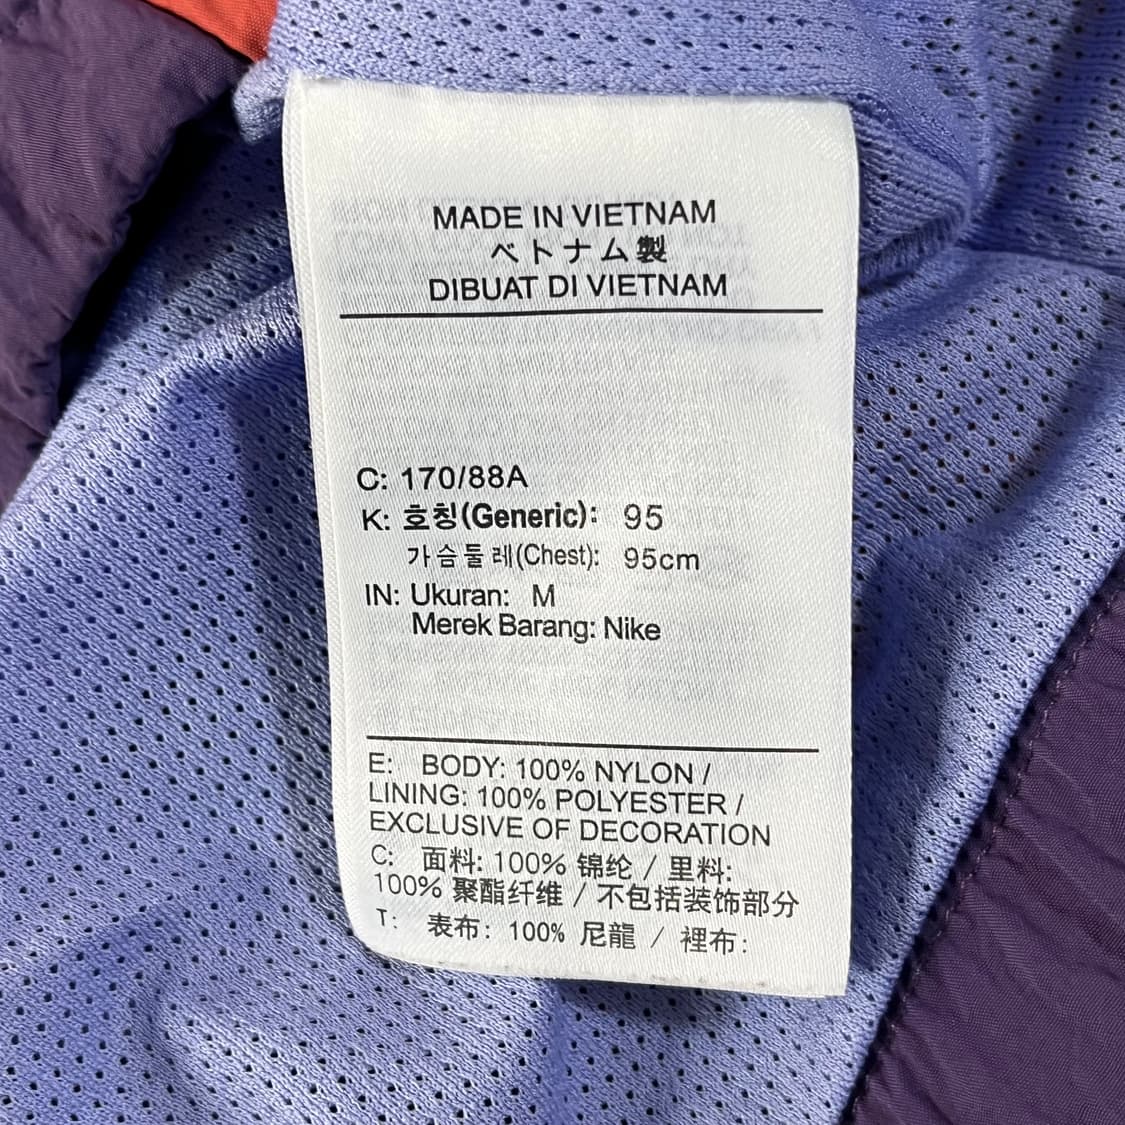 MADE IN VIETNAM
ベトナム製
DIBUAT DI VIETNAM
C: 170/88A
K: 호칭(Generic): 95
가슴둘레(Chest): 95cm
IN: Ukuran: M
Merek Barang: Nike
E: BODY: 100% NYLON /
LINING: 100% POLYESTER /
EXCLUSIVE OF DECORATION
C: 面料: 100% 锦纶 / 里料:
100% 聚酯纤维 / 不包括装饰部分
T: 表布: 100% 尼龍 / 裡布: